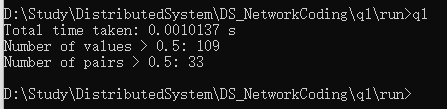 D:\Study\DistributedSystem\DS_NetworkCoding\q1\run>q1
Total time taken: 0.0010137 s
Number of values > 0.5: 109
Number of pairs > 0.5: 33
D:\Study\DistributedSystem\DS_NetworkCoding\q1\run>